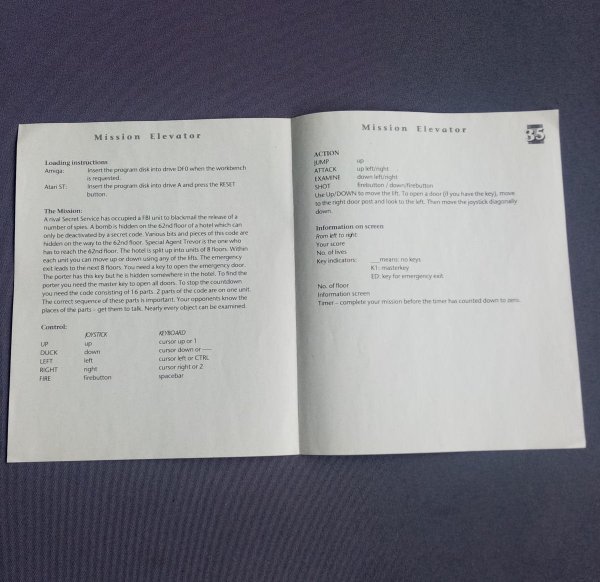 Mission Elevator
Loading instructions
Amiga: Insert the program disk into drive DF0 when the workbench
is requested.
Atari ST: Insert the program disk into drive A and press the RESET
button.
The Mission:
A rival Secret Service has occupied a FBI unit to blackmail the release of a
number of spies. A bomb is hidden on the 62nd floor of a hotel which can
only be deactivated by a secret code. Various bits and pieces of this code are
hidden on the way to the 62nd floor. Special Agent Trevor is the one who
has to reach the 62nd floor. The hotel is split up into units of 8 floors. Within
each unit you can move up or down using any of the lifts. The emergency
exit leads to the next 8 floors. You need a key to open the emergency door.
The porter has this key but he is hidden somewhere in the hotel. To find the
porter you need the master key to open all doors. To stop the countdown
you need the code consisting of 16 parts. 2 parts of the code are on one unit.
The correct sequence of these parts is important. Your opponents know the
places of the parts – get them to talk. Nearly every object can be examined.
Control:
JOYSTICK KEYBOARD
UP up cursor up or 1
DUCK down cursor down or —
LEFT left cursor left or CTRL
RIGHT right cursor right or 2
FIRE firebutton spacebar
Mission Elevator
35
ACTION
JUMP up
ATTACK up left/right
EXAMINE down left/right
SHOT firebutton / down/firebutton
Use Up/DOWN to move the lift. To open a door (if you have the key), move
to the right door post and look to the left. Then move the joystick diagonally
down.
Information on screen
From left to right
Your score
No. of lives
Key indicators: __means: no keys
K1: masterkey
ED: key for emergency exit.
No. of floor
Information screen
Timer – complete your mission before the timer has counted down to zero.